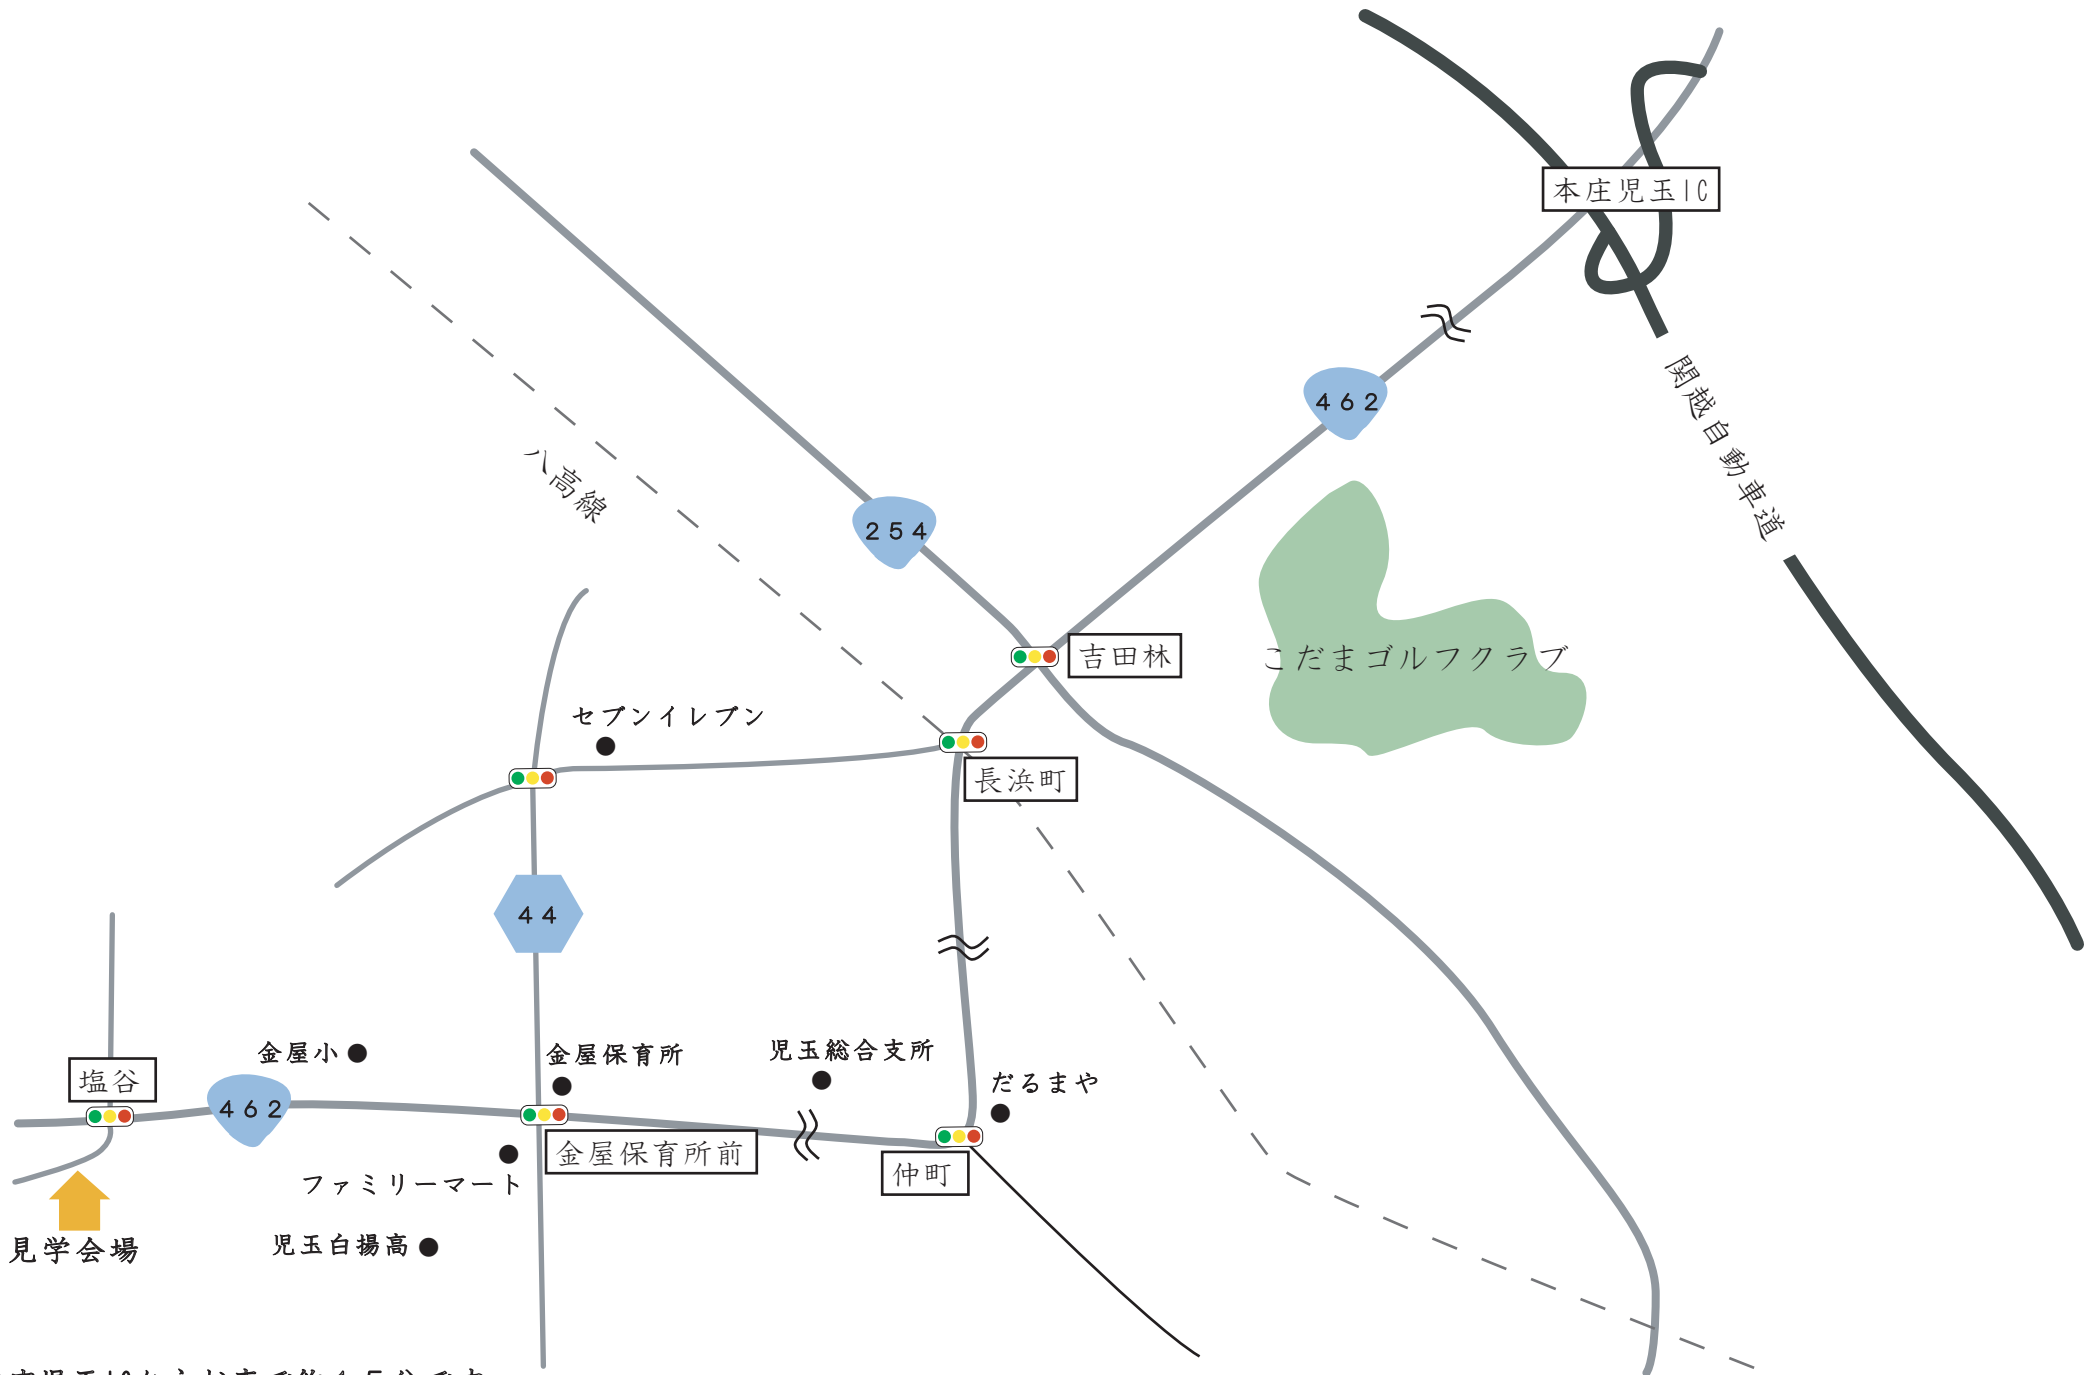 本庄児玉IC
関越自動車道
462
八高線
254
吉田林
こだまゴルフクラブ
セブンイレブン
長浜町
44
金屋小
金屋保育所
児玉総合支所
だるまや
塩谷
462
金屋保育所前
仲町
ファミリーマート
見学会場
児玉白揚高